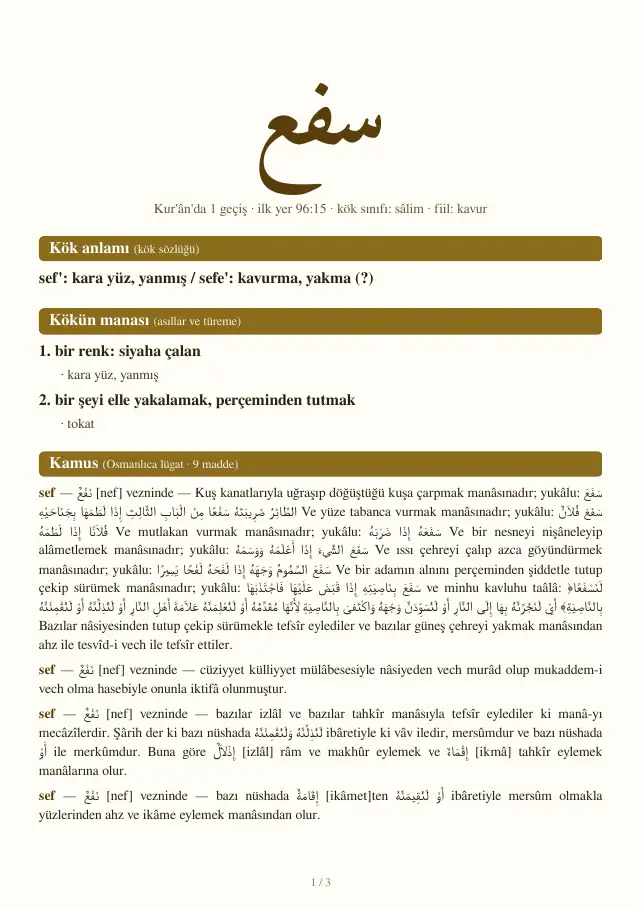 سفع
Kur'ân'da 1 geçiş · ilk yer 96:15 · kök sınıfı: sâlim · fiil: kavur
Kök anlamı (kök sözlüğü)
sef': kara yüz, yanmış / sefe': kavurma, yakma (?)
Kökün manası (asıllar ve türeme)
1. bir renk: siyaha çalan
· kara yüz, yanmış
2. bir şeyi elle yakalamak, perçeminden tutmak
· tokat
Kamus (Osmanlıca lügat · 9 madde)
sef — نَفْعٌ [nef] vezninde — Kuş kanatlarıyla uğraşıp döğüştüğü kuşa çarpmak manâsınadır; yukâlu: سَفَعَ
الطَّائِرُ ضَرِيبَتَهُ سَفْعًا مِنَ الْبَابِ الثَّالِثِ إِذَا لَطَمَهَا بِجَنَاحَيْهِ Ve yüze tabanca vurmak manâsınadır; yukâlu: سَفَعَ فُلاَنٌ
فُلاَنًا إِذَا لَطَمَهُ Ve mutlakan vurmak manâsınadır; yukâlu: سَفَعَهُ إِذَا ضَرَبَهُ Ve bir nesneyi nişâneleyip
alâmetlemek manâsınadır; yukâlu: سَفَعَ الشَّيءَ إِذَا أَعْلَمَهُ وَوَسَمَهُ Ve ıssı çehreyi çalıp azca göyündürmek
manâsınadır; yukâlu: سَفَعَ السَّمُومُ وَجْهَهُ إِذَا لَفَحَهُ لَفْحًا يَسِيرًا Ve bir adamın alnını perçeminden şiddetle tutup
çekip sürümek manâsınadır; yukâlu: سَفَعَ بِنَاصِيَتِهِ إِذَا قَبَضَ عَلَيْهَا فَاجْتَذَبَهَا ve minhu kavluhu taâlâ: ﴿لَنَسْفَعًا
بِالنَّاصِيَةِ﴾ أَيْ لَنَجُرَّنَهُ بِهَا إِلَى النَّارِ أَوْ لَنُسَوِّدَنَّ وَجْهَهُ وَاكْتَفَى بِالنَّاصِيَةِ لأَنَّهَا مُقَدَّمُهُ أَوْ لَنُعْلِمَنَّهُ عَلاَمَةَ أَهْلِ النَّارِ أَوْ لَنُذِلَّنَّهُ أَوْ لَنُقْمِئَنَّهُ
Bazılar nâsiyesinden tutup çekip sürümekle tefsîr eylediler ve bazılar güneş çehreyi yakmak manâsından
ahz ile tesvîd-i vech ile tefsîr ettiler.
sef — نَفْعٌ [nef] vezninde — cüziyyet külliyyet mülâbesesiyle nâsiyeden vech murâd olup mukaddem-i
vech olma hasebiyle onunla iktifâ olunmuştur.
sef — نَفْعٌ [nef] vezninde — bazılar izlâl ve bazılar tahkîr manâsıyla tefsîr eylediler ki manâ-yı
mecâzîlerdir. Şârih der ki bazı nüshada لَنُذِلَّنَّهُ وَلَنُقْمِئَنَّهُ ibâretiyle ki vâv iledir, mersûmdur ve bazı nüshada
أَوْ ile merkûmdur. Buna göre إِذْلاَلٌ [izlâl] râm ve makhûr eylemek ve إِقْمَاءٌ [ikmâ] tahkîr eylemek
manâlarına olur.
sef — نَفْعٌ [nef] vezninde — bazı nüshada إِقَامَةٌ [ikâmet]ten أَوْ لَنُقِيمَنَّهُ ibâretiyle mersûm olmakla
yüzlerinden ahz ve ikâme eylemek manâsından olur.
1 / 3